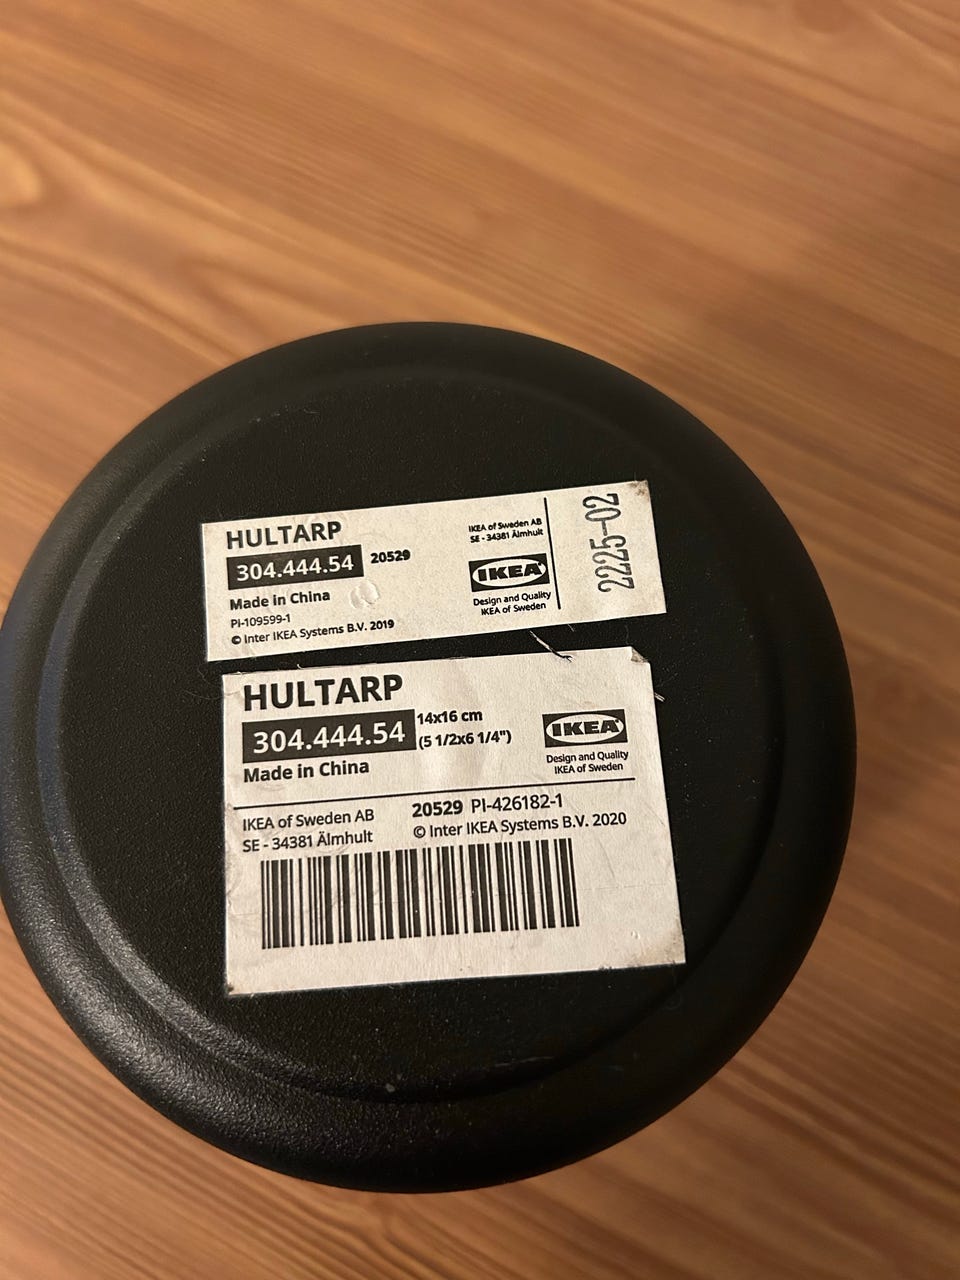 HULTARP
304.444.54 20529
Made in China
PI-109599-1
© Inter IKEA Systems B.V. 2019
IKEA of Sweden AB
SE - 34381 Älmhult
IKEA
Design and Quality
IKEA of Sweden
2225-02
HULTARP
304.444.54
14x16 cm
(5 1/2x6 1/4")
Made in China
IKEA
Design and Quality
IKEA of Sweden
IKEA of Sweden AB
SE - 34381 Älmhult
20529 PI-426182-1
© Inter IKEA Systems B.V. 2020